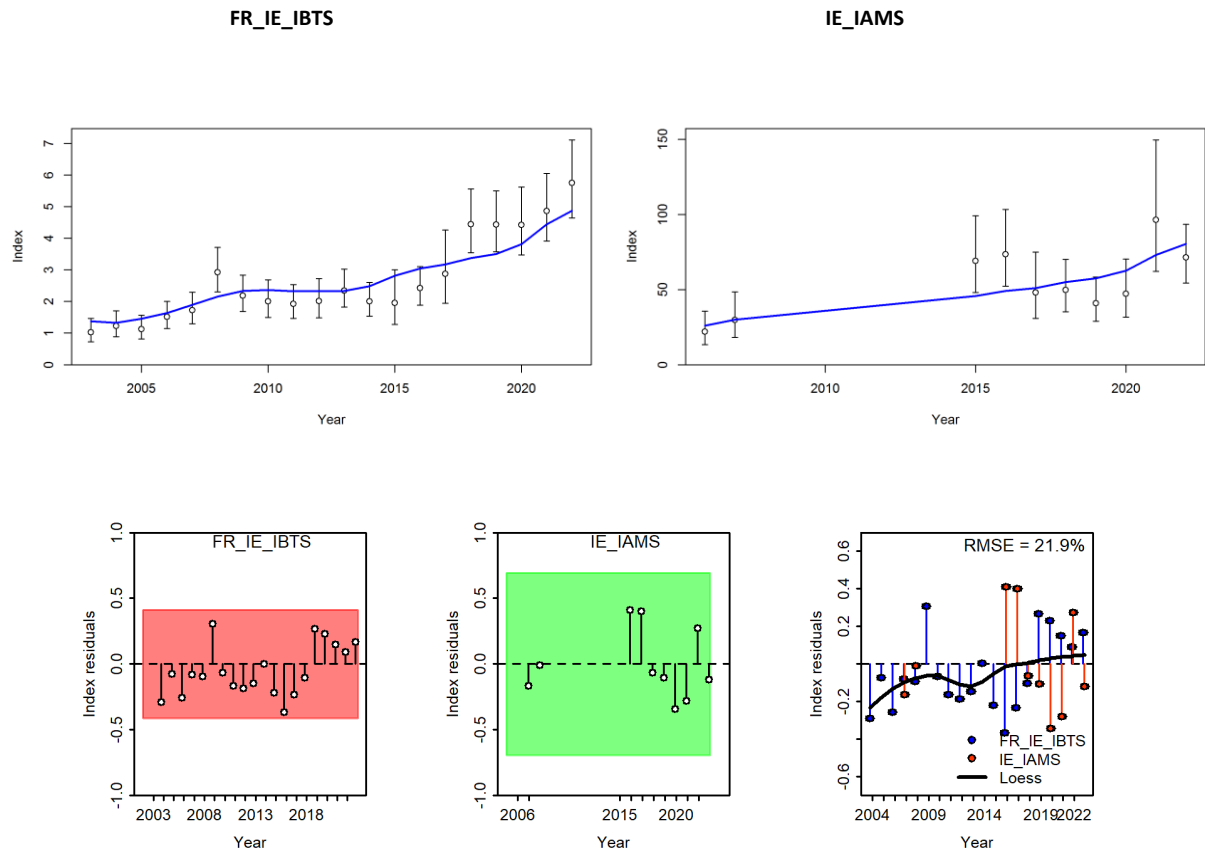 FR_IE_IBTS
IE_IAMS
Index
0 1 2 3 4 5 6 7
2005 2010 2015 2020
Year
Index
0 50 100 150
2010 2015 2020
Year
FR_IE_IBTS
Index residuals
-1.0 -0.5 0.0 0.5 1.0
2003 2008 2013 2018
Year
IE_IAMS
Index residuals
-1.0 -0.5 0.0 0.5 1.0
2006 2015 2020
Year
RMSE = 21.9%
Index residuals
-0.6 -0.2 0.2 0.4 0.6
FR_IE_IBTS
IE_IAMS
Loess
2004 2009 2014 2019 2022
Year